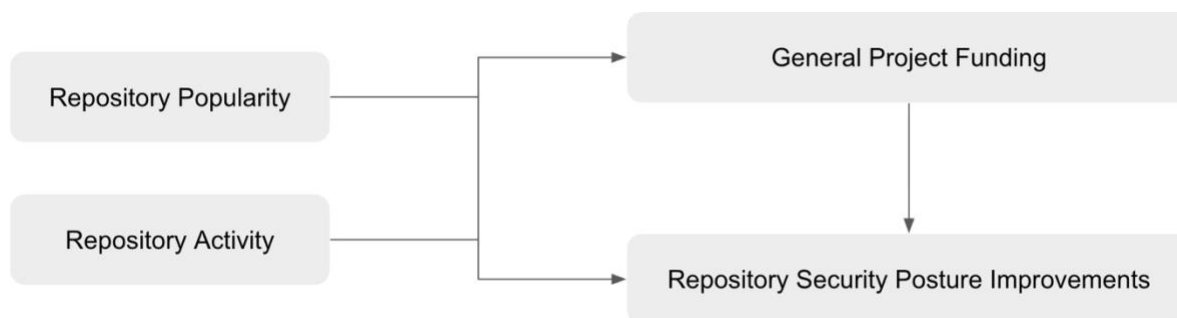 General Project Funding
Repository Popularity
Repository Activity
Repository Security Posture Improvements